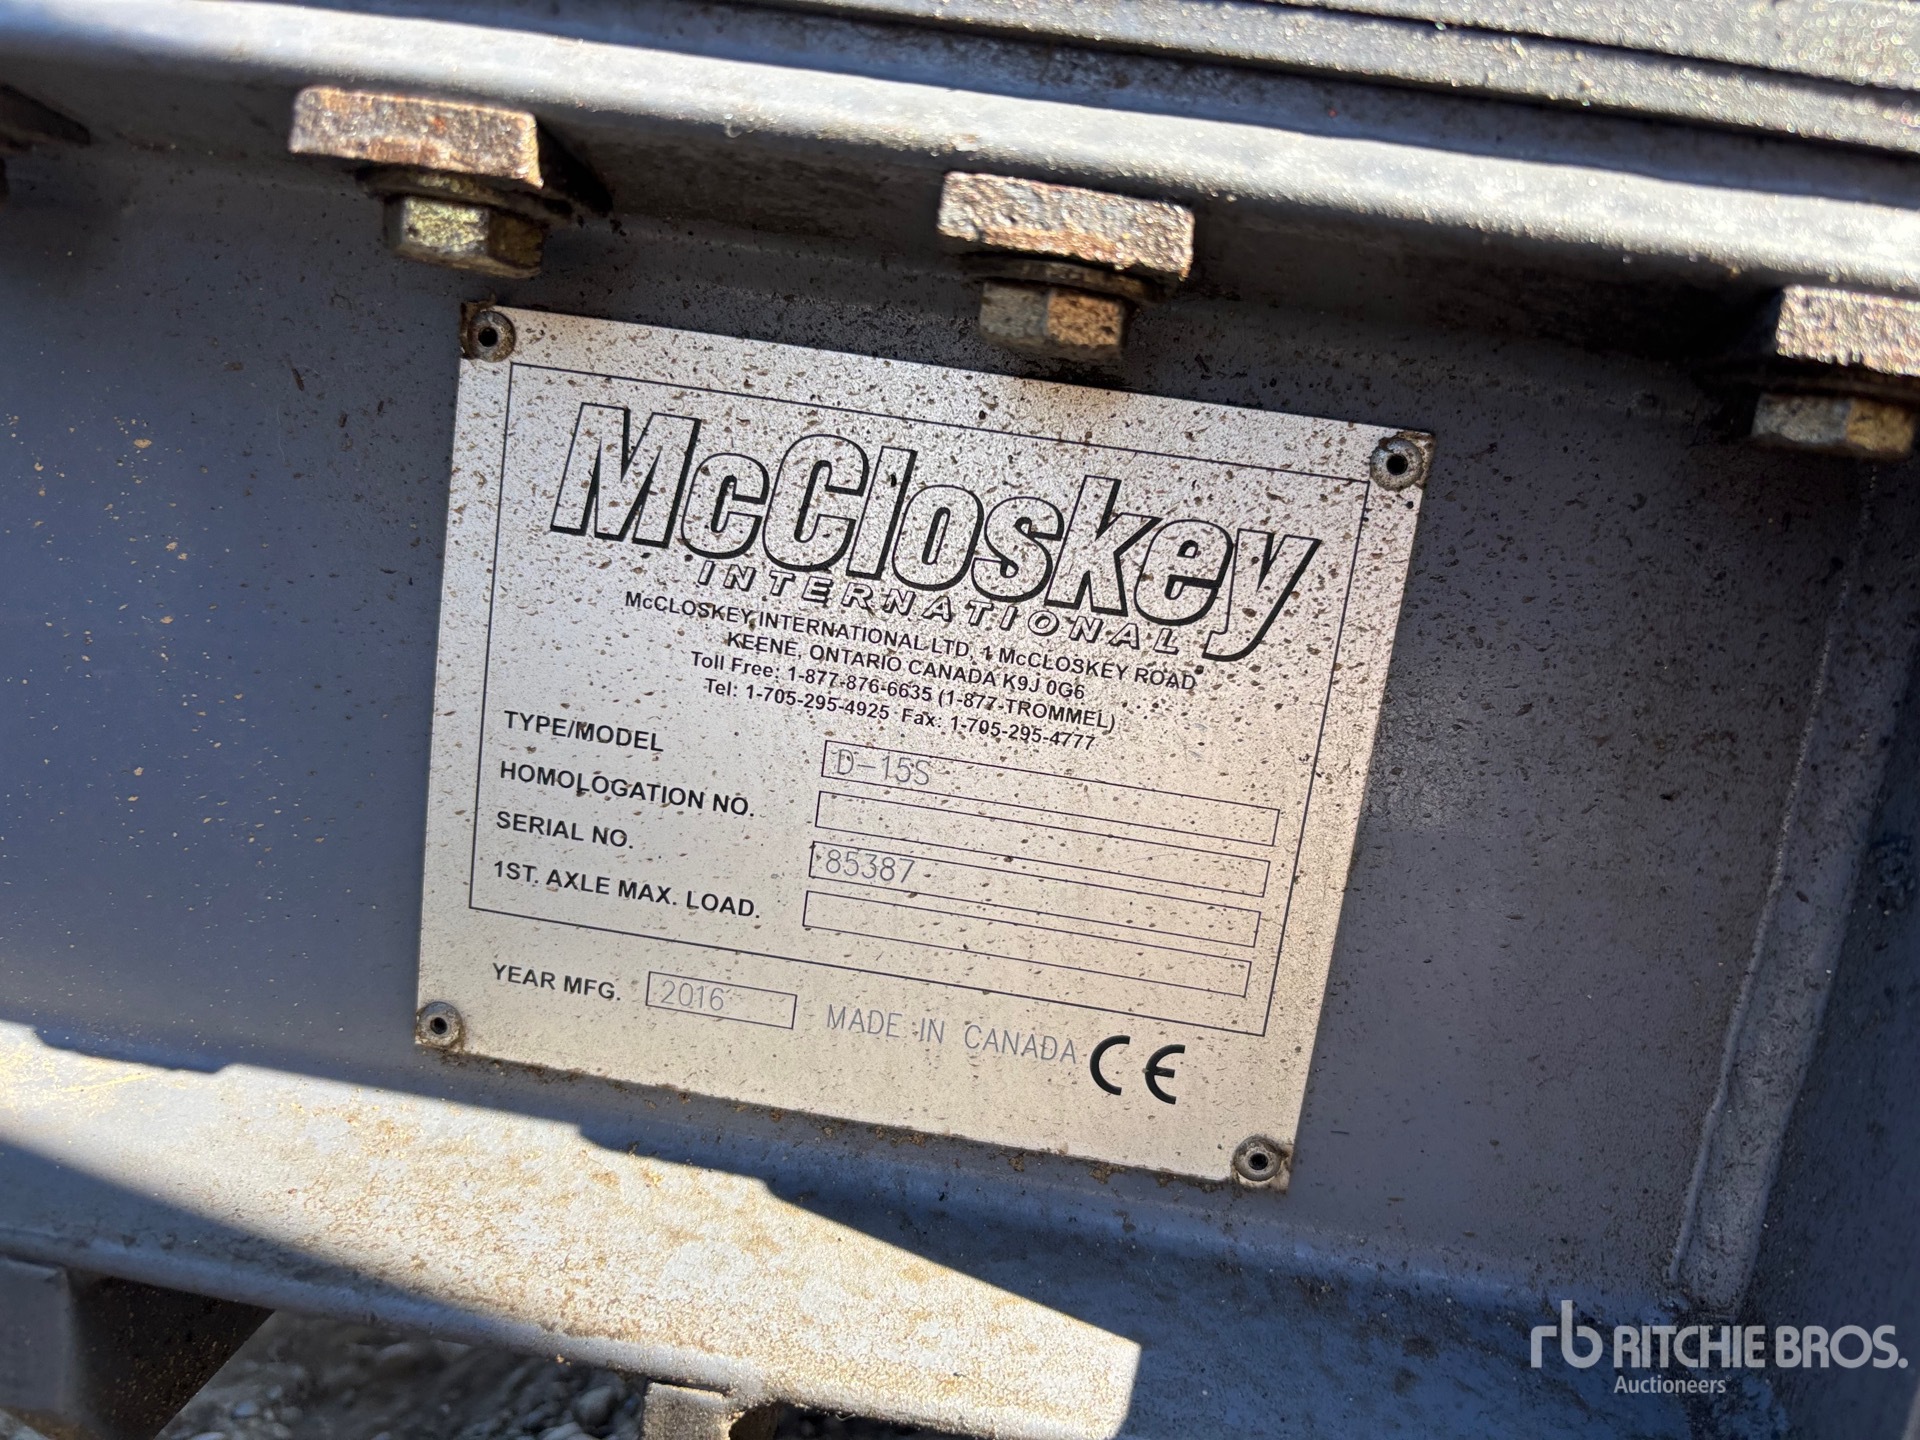 McCloskey
INTERNATIONAL
McCLOSKEY INTERNATIONAL LTD, 1 McCLOSKEY ROAD
KEENE, ONTARIO CANADA K9J 0G6
Toll Free: 1-877-876-6635 (1-877-TROMMEL)
Tel: 1-705-295-4925 Fax: 1-705-295-4777
TYPE/MODEL D-15S
HOMOLOGATION NO.
SERIAL NO. 85387
1ST. AXLE MAX. LOAD.
YEAR MFG. 2016 MADE IN CANADA CE
rb RITCHIE BROS.
Auctioneers